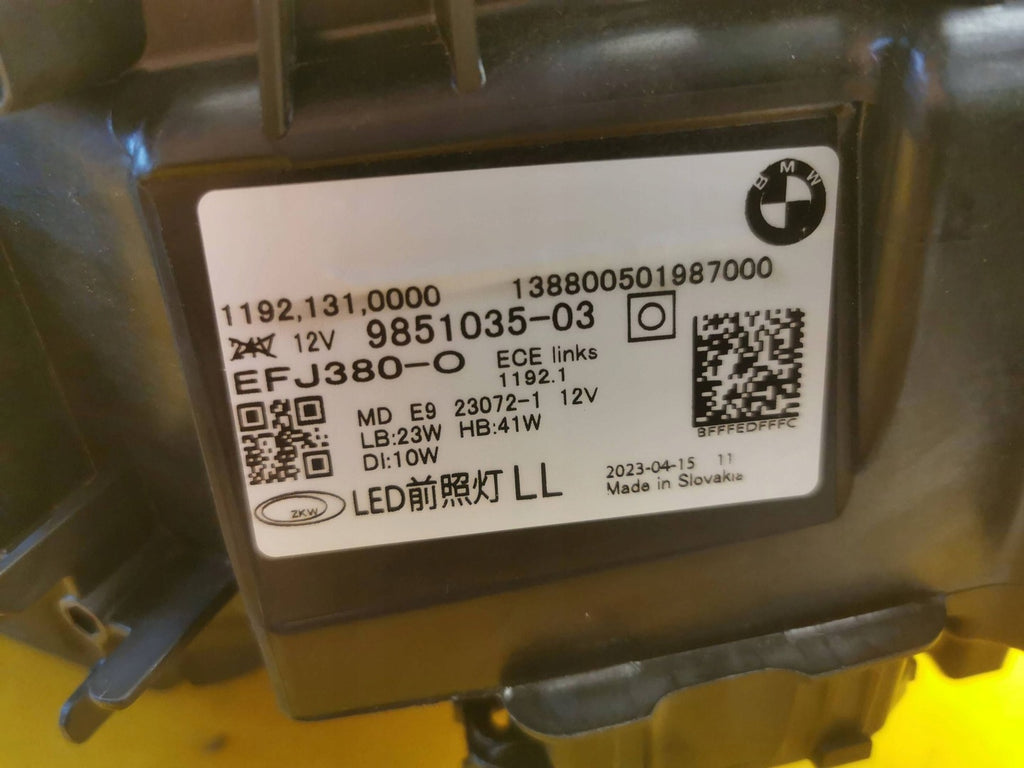 BMW
1192,131,0000 138800501987000
24V 12V 9851035-03
EFJ380-O ECE links
1192.1
MD E9 23072-1 12V
LB:23W HB:41W
DI:10W
BFFFEDFFFC
ZKW LED前照灯 LL
2023-04-15 11
Made in Slovakia